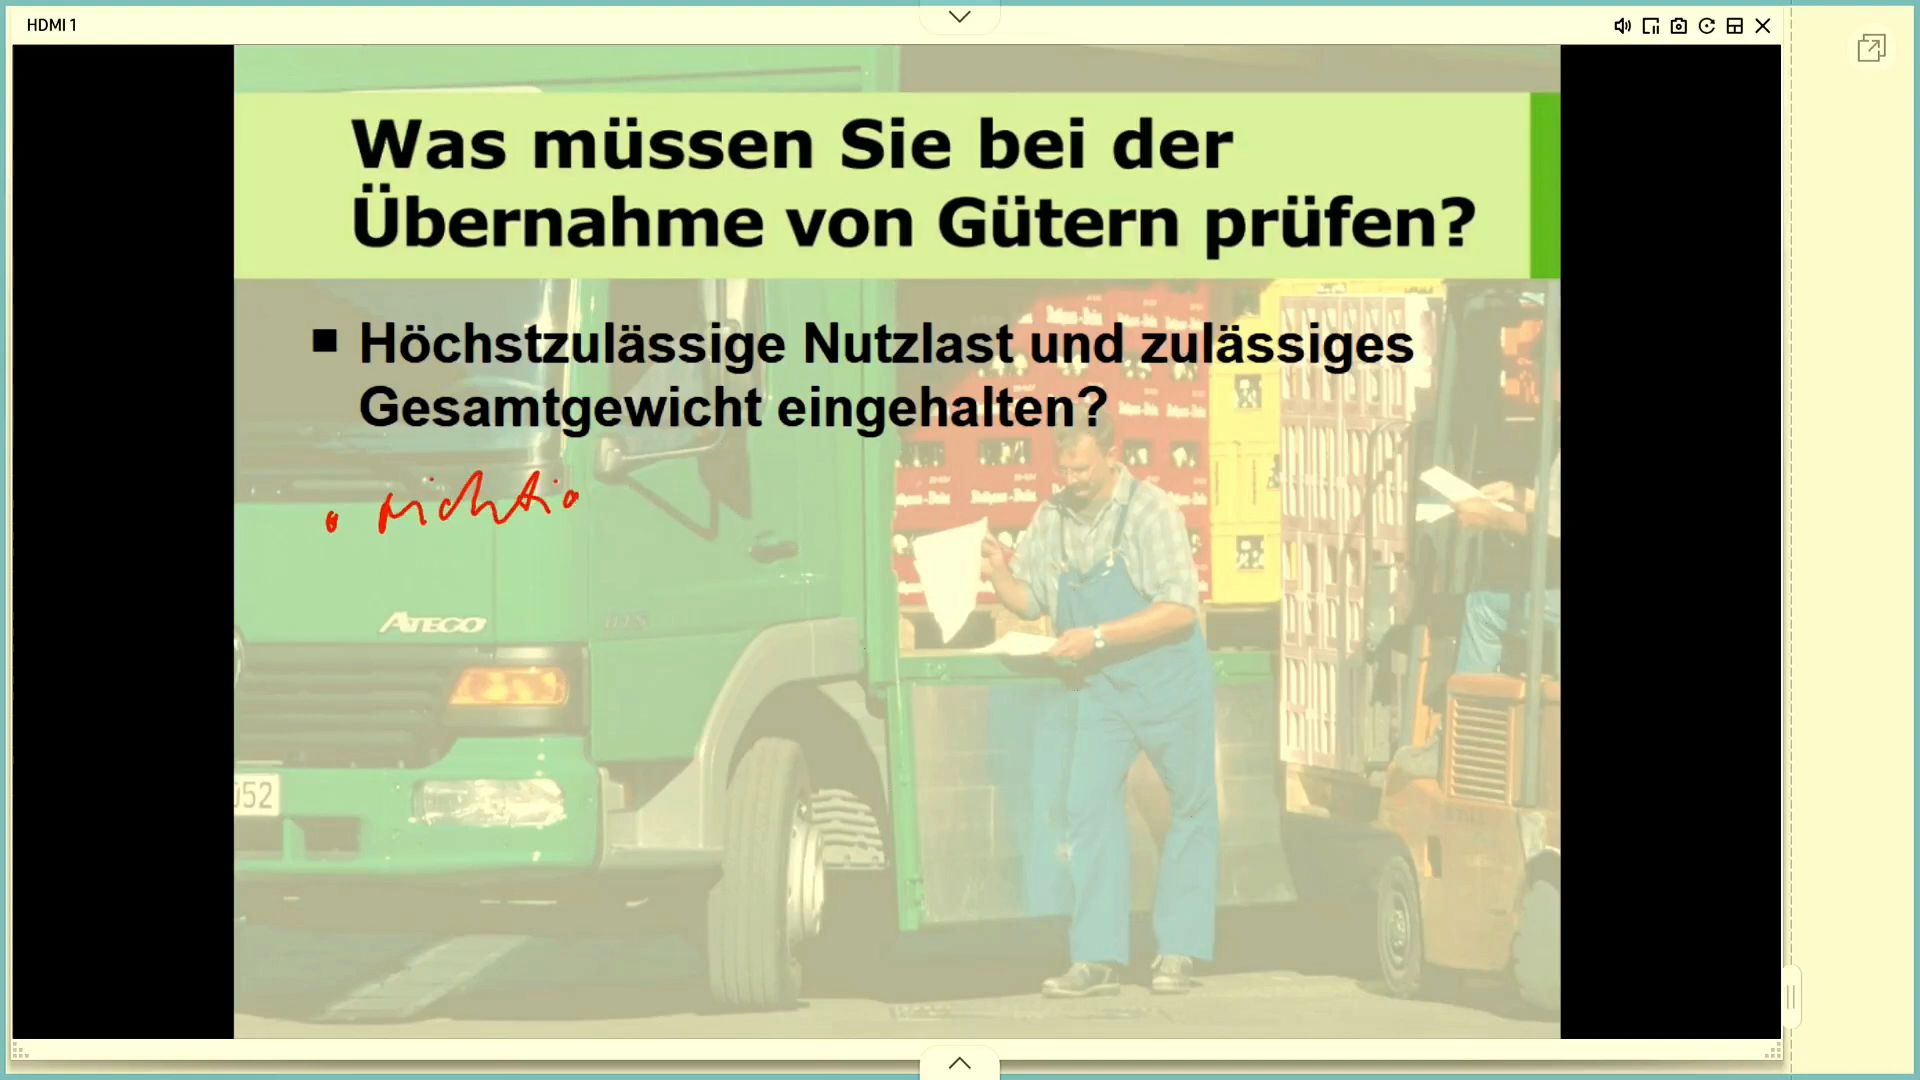 HDMI 1
Was müssen Sie bei der
Übernahme von Gütern prüfen?
■ Höchstzulässige Nutzlast und zulässiges
Gesamtgewicht eingehalten?
ATEGO
052